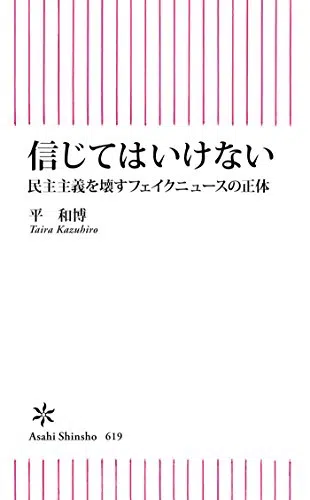 信じてはいけない
民主主義を壊すフェイクニュースの正体
平 和博
Taira Kazuhiro
Asahi Shinsho 619